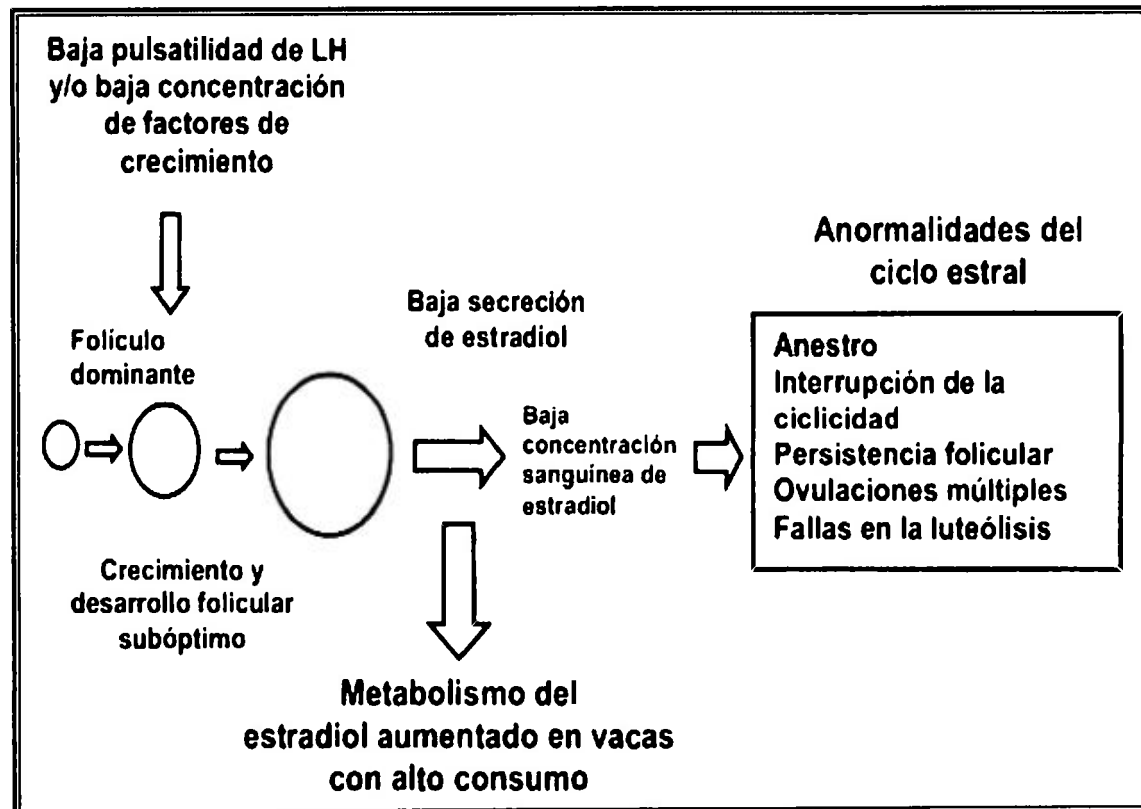 Baja pulsatilidad de LH
y/o baja concentración
de factores de
crecimiento
Folículo
dominante
Crecimiento y
desarrollo folicular
subóptimo
Baja secreción
de estradiol
Baja
concentración
sanguínea de
estradiol
Metabolismo del
estradiol aumentado en vacas
con alto consumo
Anormalidades del
ciclo estral
Anestro
Interrupción de la
ciclicidad
Persistencia folicular
Ovulaciones múltiples
Fallas en la luteólisis